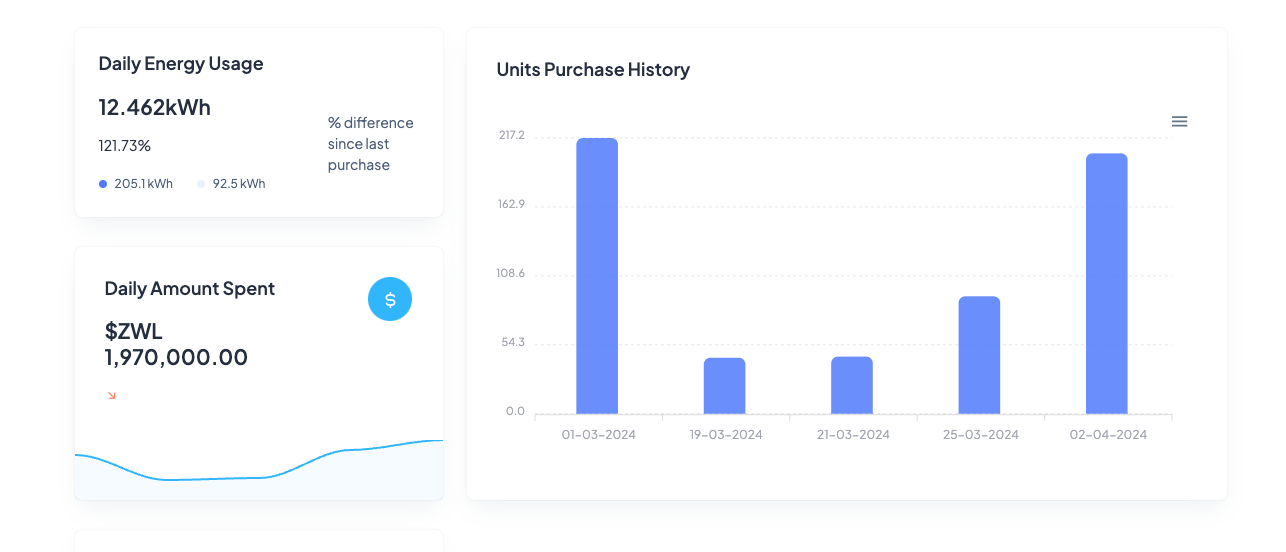 Daily Energy Usage
12.462kWh
121.73%
% difference
since last
purchase
205.1 kWh
92.5 kWh
Daily Amount Spent
$
$ZWL
1,970,000.00
Units Purchase History
217.2
162.9
108.6
54.3
0.0
01-03-2024
19-03-2024
21-03-2024
25-03-2024
02-04-2024